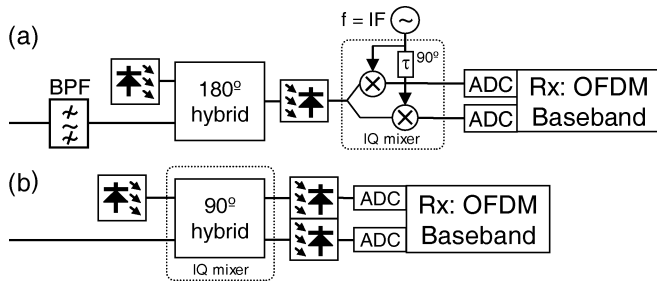 f = IF
~
(a)
τ
90º
BPF
180º
hybrid
ADC
Rx: OFDM
Baseband
ADC
IQ mixer
(b)
90º
hybrid
ADC
Rx: OFDM
Baseband
ADC
IQ mixer